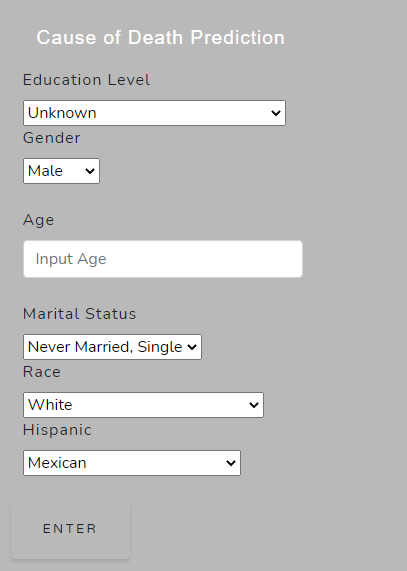 Cause of Death Prediction
Education Level
Unknown
Gender
Male
Age
Input Age
Marital Status
Never Married, Single
Race
White
Hispanic
Mexican
ENTER